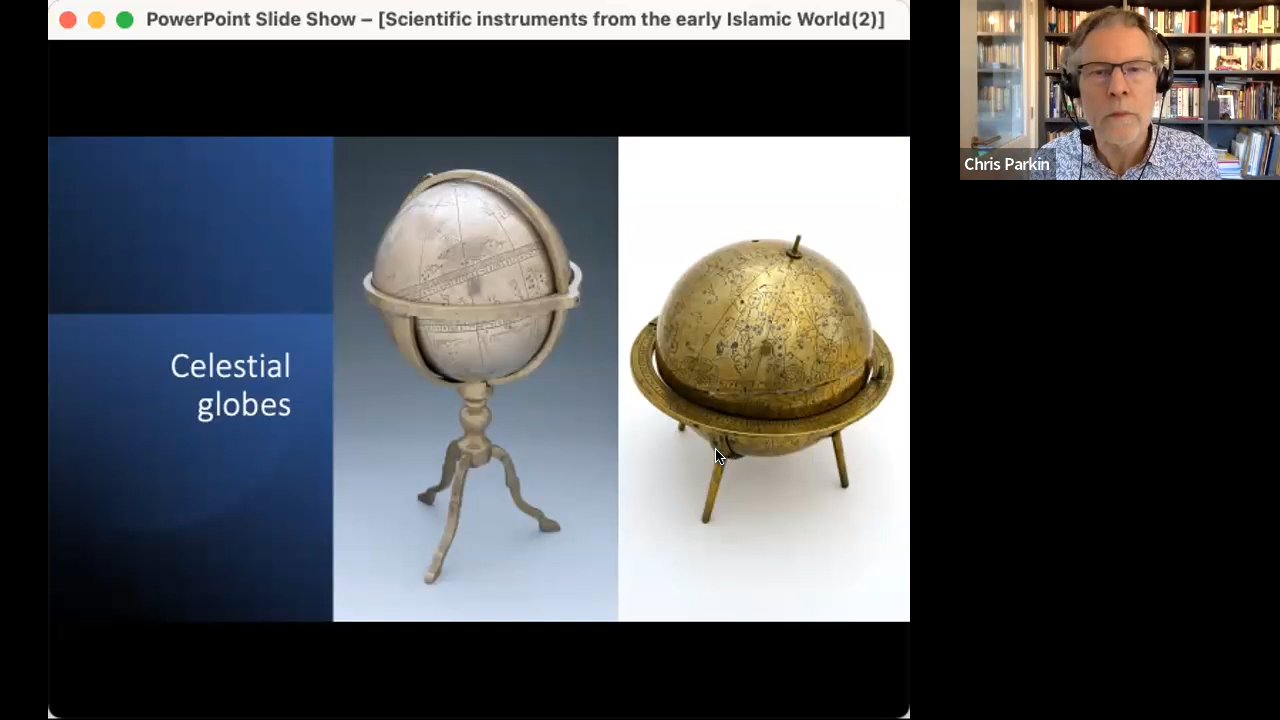 PowerPoint Slide Show – [Scientific instruments from the early Islamic World(2)]
Chris Parkin
Celestial
globes